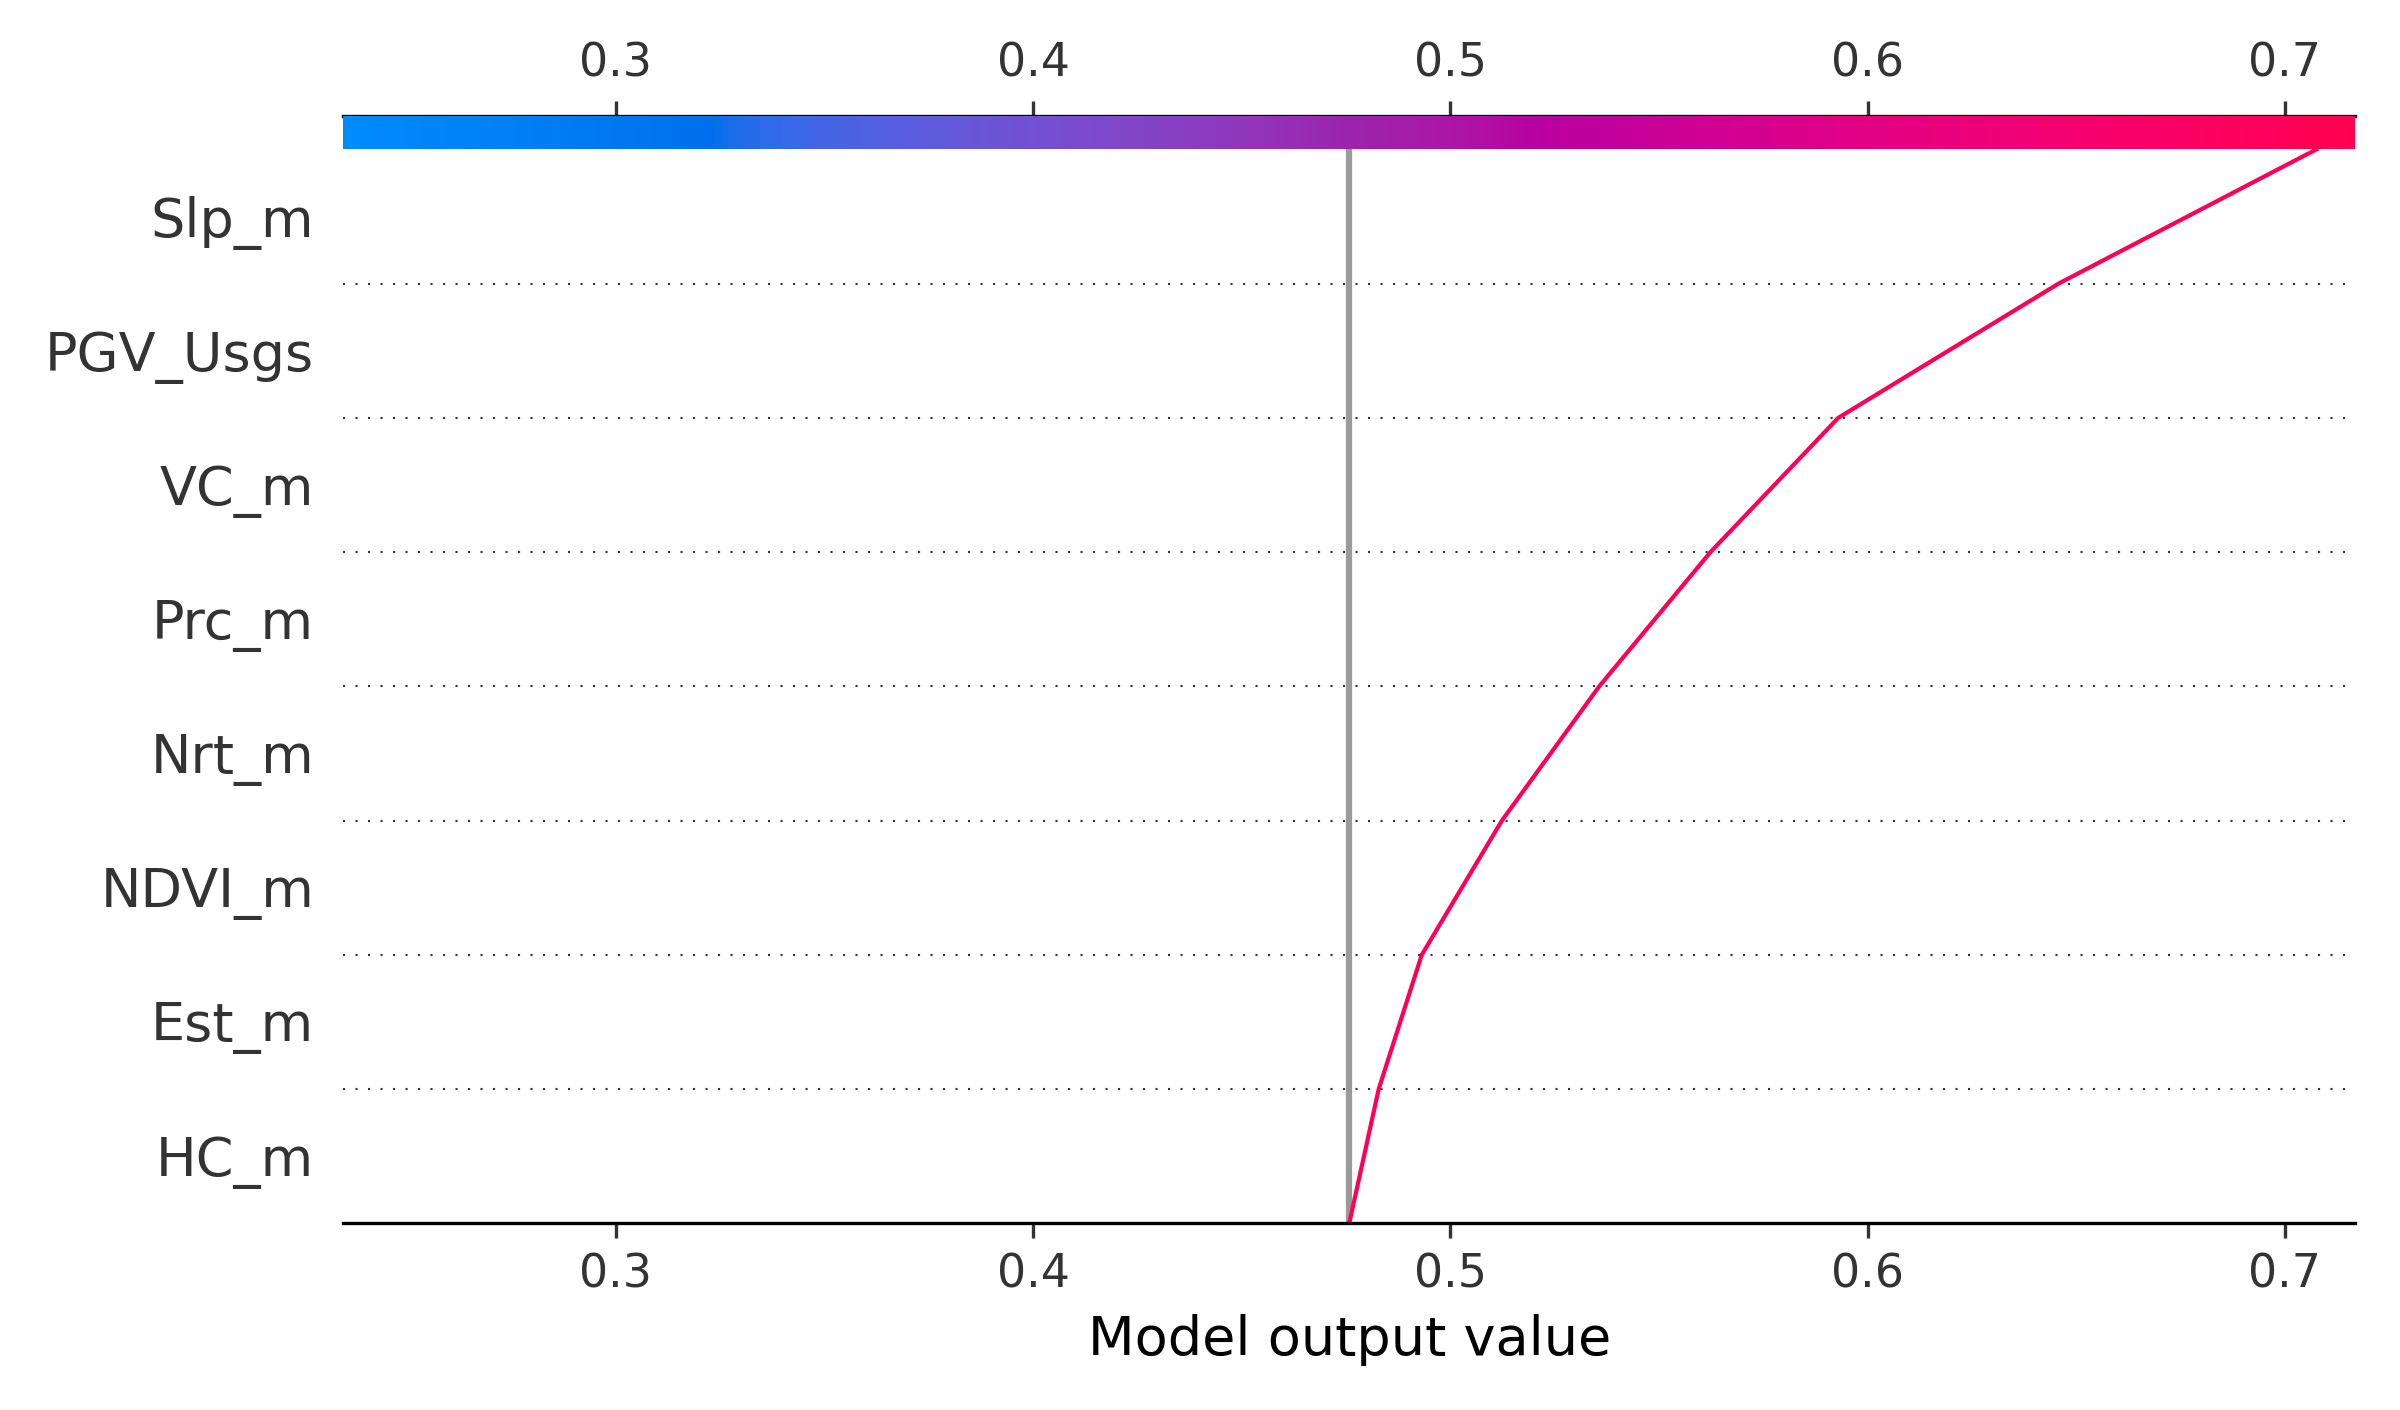 0.3 0.4 0.5 0.6 0.7
Slp_m
PGV_Usgs
VC_m
Prc_m
Nrt_m
NDVI_m
Est_m
HC_m
0.3 0.4 0.5 0.6 0.7
Model output value